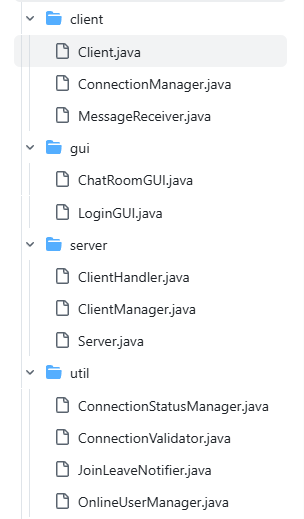 client
Client.java
ConnectionManager.java
MessageReceiver.java
gui
ChatRoomGUI.java
LoginGUI.java
server
ClientHandler.java
ClientManager.java
Server.java
util
ConnectionStatusManager.java
ConnectionValidator.java
JoinLeaveNotifier.java
OnlineUserManager.java